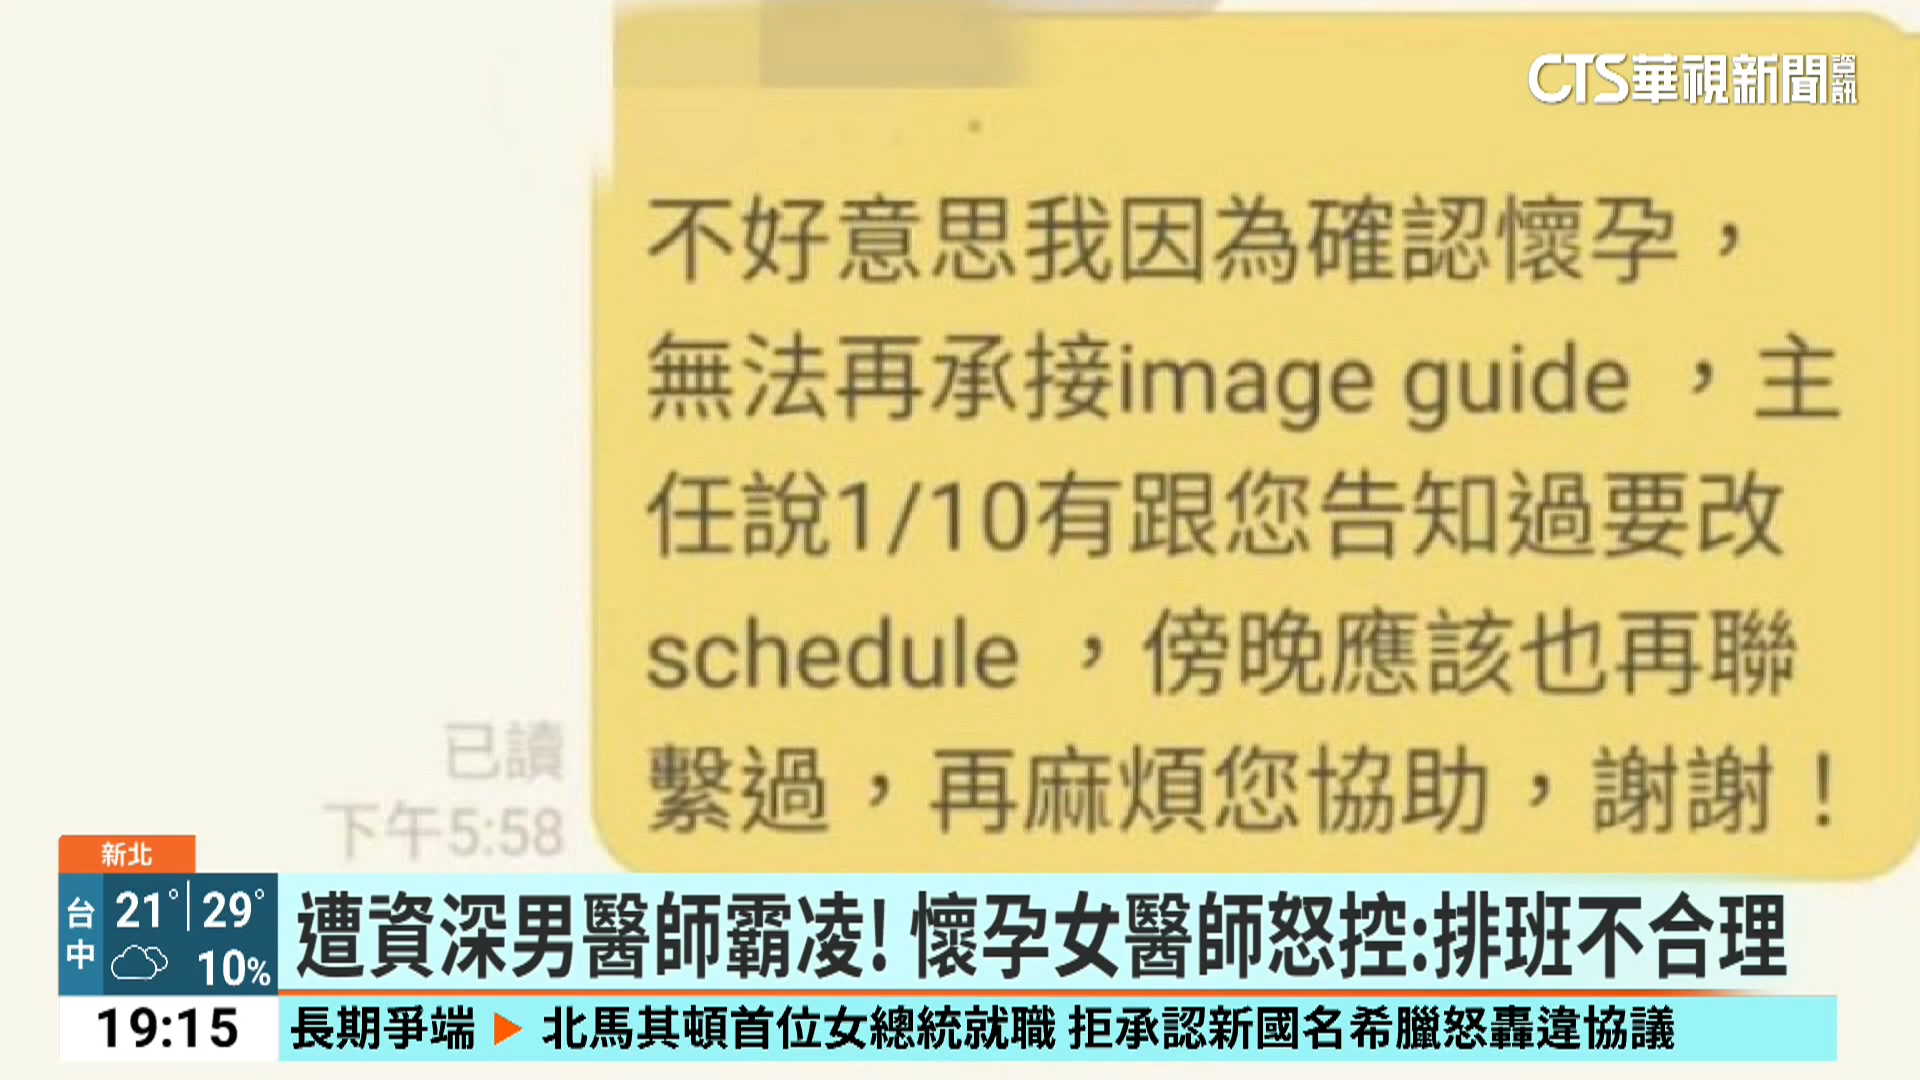 CTS華視新聞資訊
不好意思我因為確認懷孕，
無法再承接image guide ，主
任說1/10有跟您告知過要改
schedule ，傍晚應該也再聯
繫過，再麻煩您協助，謝謝！
已讀
下午5:58
新北
台中
21° 29°
10%
遭資深男醫師霸凌! 懷孕女醫師怒控:排班不合理
19:15
長期爭端 ▶ 北馬其頓首位女總統就職 拒承認新國名希臘怒轟違協議